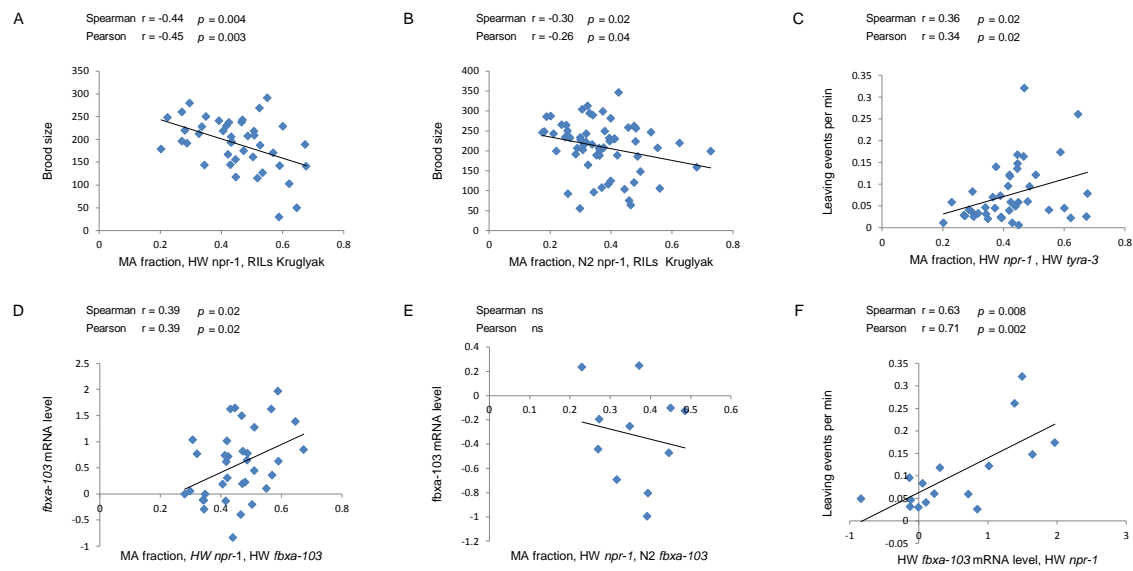 A
Spearman r = -0.44 p = 0.004
Pearson r = -0.45 p = 0.003
Brood size
350
300
250
200
150
100
50
0
0 0.2 0.4 0.6 0.8
MA fraction, HW npr-1, RILs Kruglyak
B
Spearman r = -0.30 p = 0.02
Pearson r = -0.26 p = 0.04
Brood size
400
350
300
250
200
150
100
50
0
0 0.2 0.4 0.6 0.8
MA fraction, N2 npr-1, RILs Kruglyak
C
Spearman r = 0.36 p = 0.02
Pearson r = 0.34 p = 0.02
Leaving events per min
0.35
0.3
0.25
0.2
0.15
0.1
0.05
0
0 0.2 0.4 0.6 0.8
MA fraction, HW npr-1 , HW tyra-3
D
Spearman r = 0.39 p = 0.02
Pearson r = 0.39 p = 0.02
fbxa-103 mRNA level
2.5
2
1.5
1
0.5
0
-0.5
-1
0 0.2 0.4 0.6 0.8
MA fraction, HW npr-1, HW fbxa-103
E
Spearman ns
Pearson ns
fbxa-103 mRNA level
0.4
0.2
0
-0.2
-0.4
-0.6
-0.8
-1
-1.2
0 0.1 0.2 0.3 0.4 0.5 0.6
MA fraction, HW npr-1, N2 fbxa-103
F
Spearman r = 0.63 p = 0.008
Pearson r = 0.71 p = 0.002
Leaving events per min
0.35
0.3
0.25
0.2
0.15
0.1
0.05
0
-0.05
-1 0 1 2 3
HW fbxa-103 mRNA level, HW npr-1